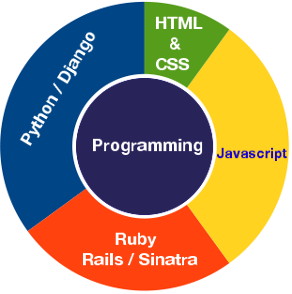 HTML
&
CSS
Python / Django
Programming
Javascript
Ruby
Rails / Sinatra